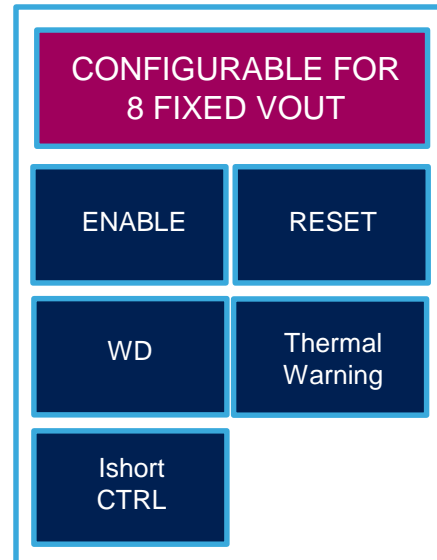 CONFIGURABLE FOR
8 FIXED VOUT
ENABLE
RESET
WD
Thermal
Warning
Ishort
CTRL